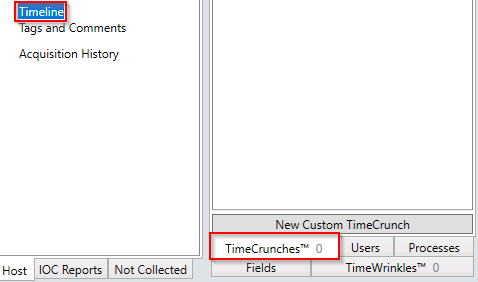 Timeline
Tags and Comments
Acquisition History
New Custom TimeCrunch
TimeCrunches™ 0 Users Processes
Fields TimeWrinkles™ 0
Host IOC Reports Not Collected